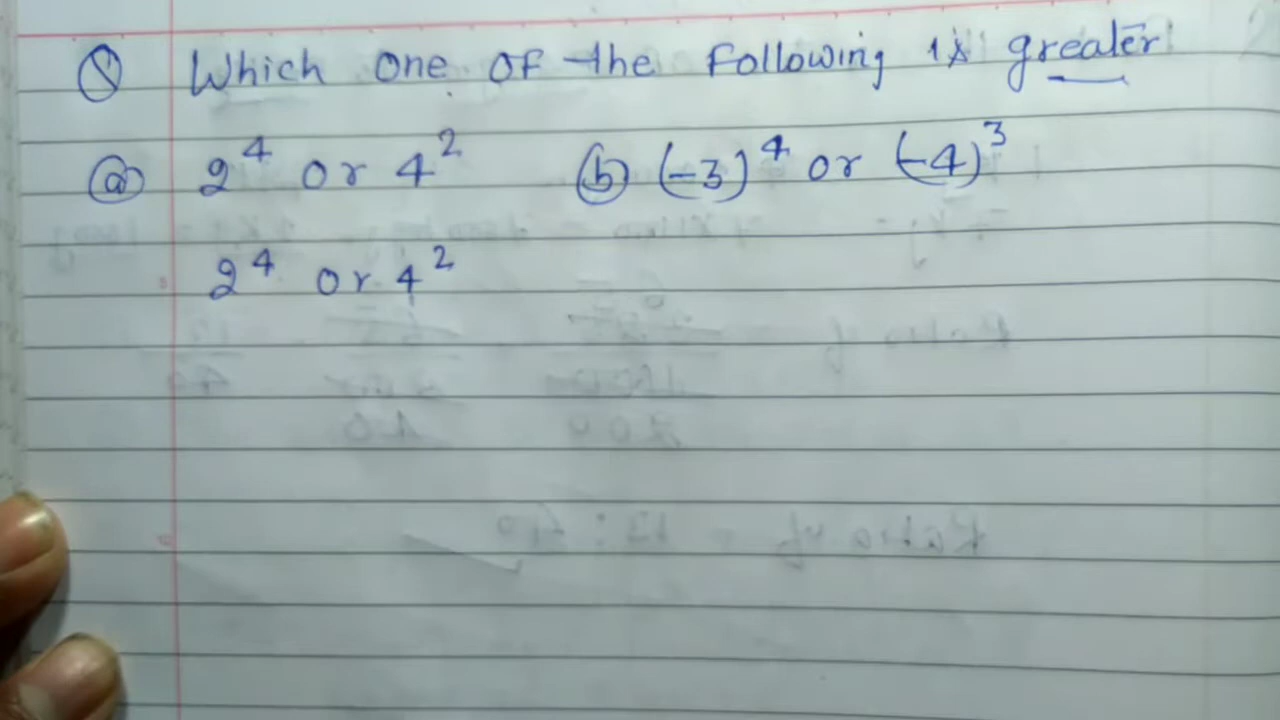 Q Which one of the following is greater
(a) 2^4 or 4^2 (b) (-3)^4 or (-4)^3
2^4 or 4^2